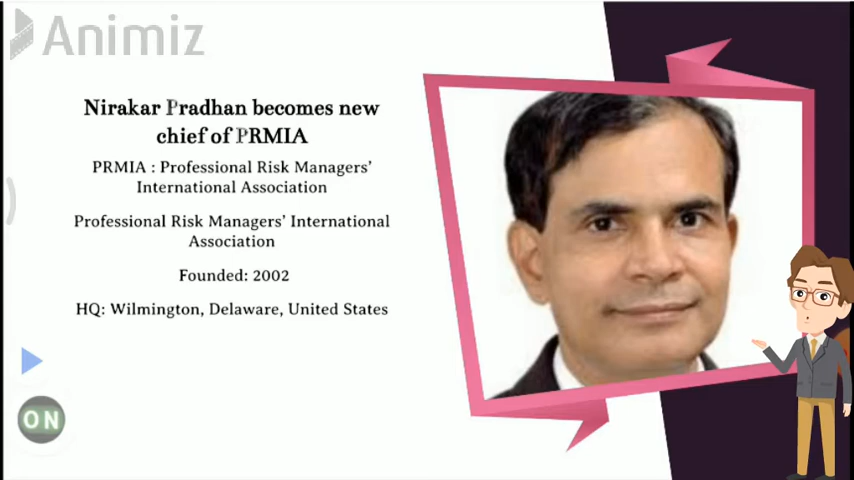 Animiz
Nirakar Pradhan becomes new
chief of PRMIA
PRMIA : Professional Risk Managers'
International Association
Professional Risk Managers' International
Association
Founded: 2002
HQ: Wilmington, Delaware, United States
ON